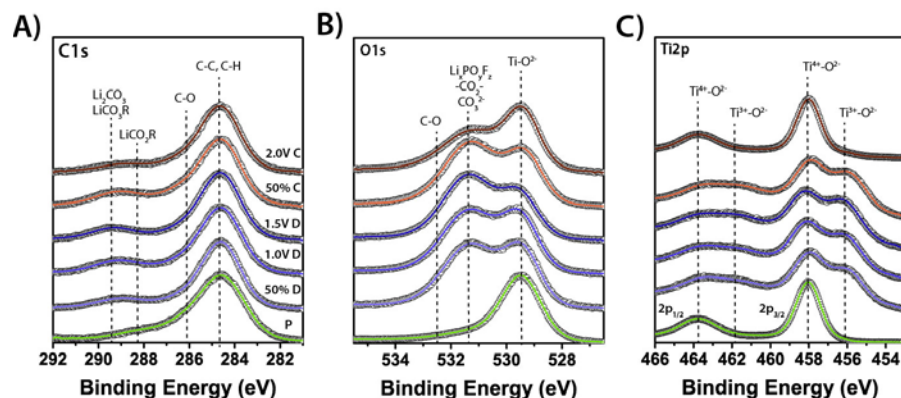 A)
C1s
C-C, C-H
Li₂CO₃
LiCO₃R
C-O
LiCO₂R
2.0V C
50% C
1.5V D
1.0V D
50% D
P
292 290 288 286 284 282
Binding Energy (eV)
B)
O1s
Ti-O²⁻
LiₓPOᵧF_z
-CO₂⁻
CO₃²⁻
C-O
534 532 530 528
Binding Energy (eV)
C)
Ti2p
Ti⁴⁺-O²⁻
Ti⁴⁺-O²⁻
Ti³⁺-O²⁻
Ti³⁺-O²⁻
2p₁/₂
2p₃/₂
466 464 462 460 458 456 454
Binding Energy (eV)